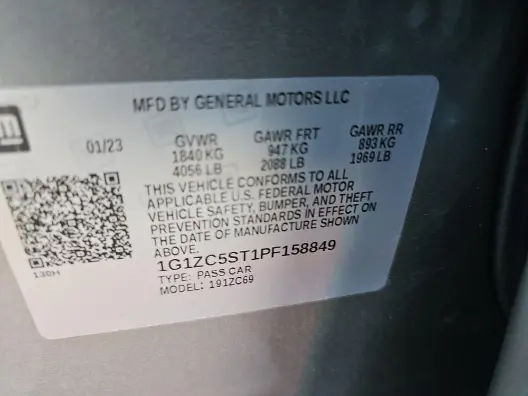 MFD BY GENERAL MOTORS LLC
01/23
GVWR GAWR FRT GAWR RR
1840 KG 947 KG 893 KG
4056 LB 2088 LB 1969 LB
THIS VEHICLE CONFORMS TO ALL
APPLICABLE U.S. FEDERAL MOTOR
VEHICLE SAFETY, BUMPER, AND THEFT
PREVENTION STANDARDS IN EFFECT ON
THE DATE OF MANUFACTURE SHOWN
ABOVE.
1G1ZC5ST1PF158849
TYPE: PASS CAR
MODEL: 191ZC69
130H